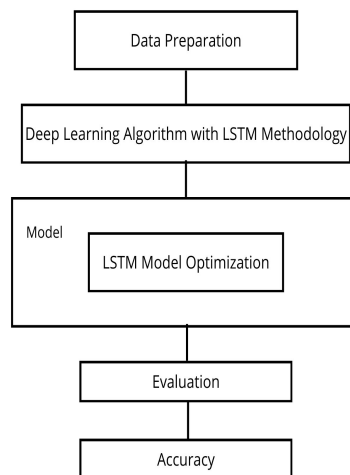 Data Preparation
Deep Learning Algorithm with LSTM Methodology
Model
LSTM Model Optimization
Evaluation
Accuracy